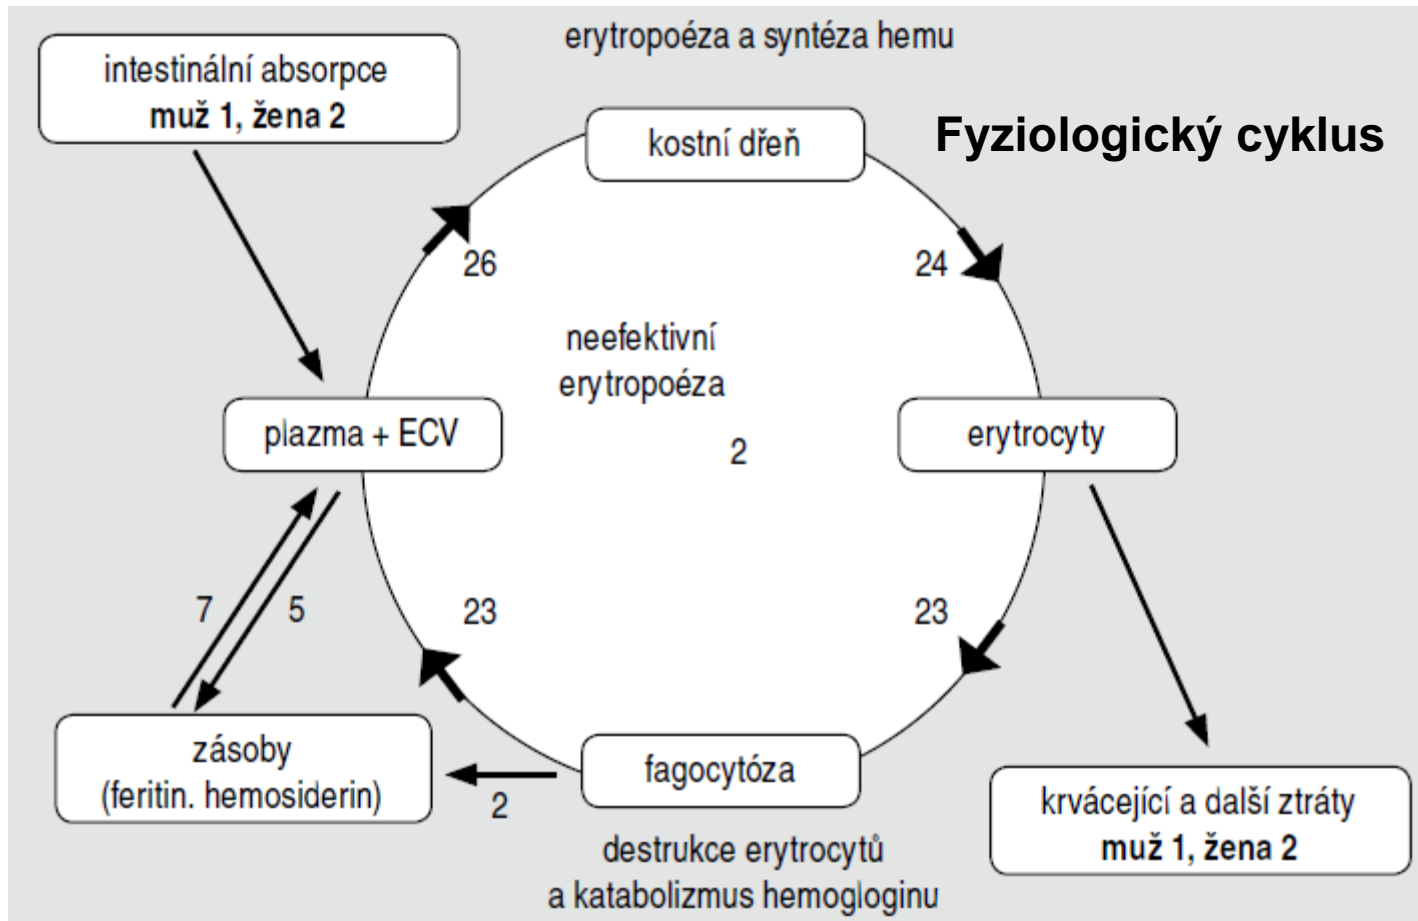 erytropoéza a syntéza hemu
intestinální absorpce
muž 1, žena 2
kostní dřeň
Fyziologický cyklus
26
24
neefektivní
erytropoéza
2
plazma + ECV
erytrocyty
7
5
23
23
zásoby
(feritin. hemosiderin)
2
fagocytóza
krvácející a další ztráty
muž 1, žena 2
destrukce erytrocytů
a katabolizmus hemogloginu